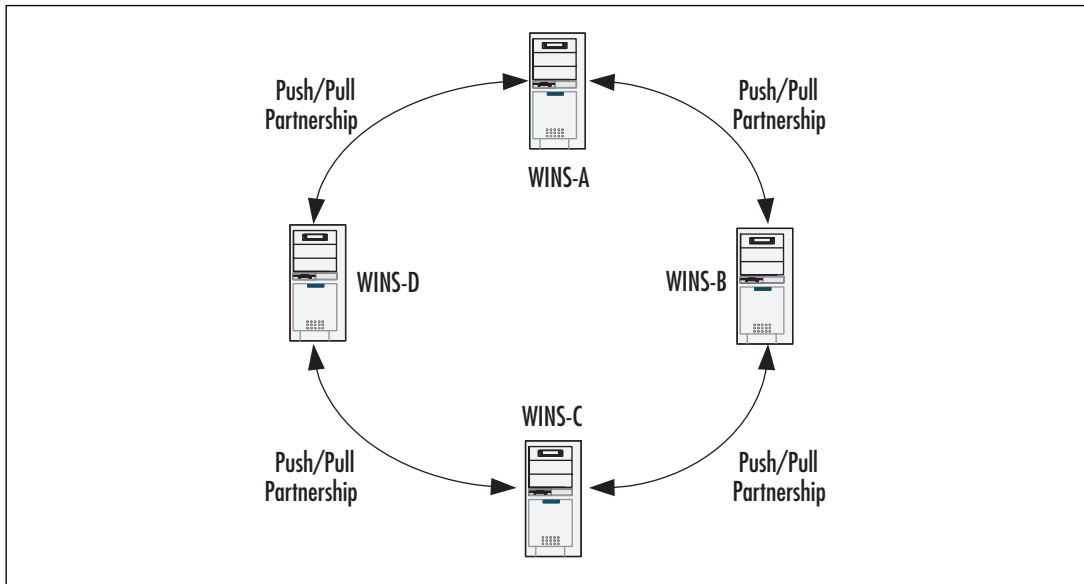 Push/Pull
Partnership
Push/Pull
Partnership
WINS-A
WINS-D
WINS-B
WINS-C
Push/Pull
Partnership
Push/Pull
Partnership